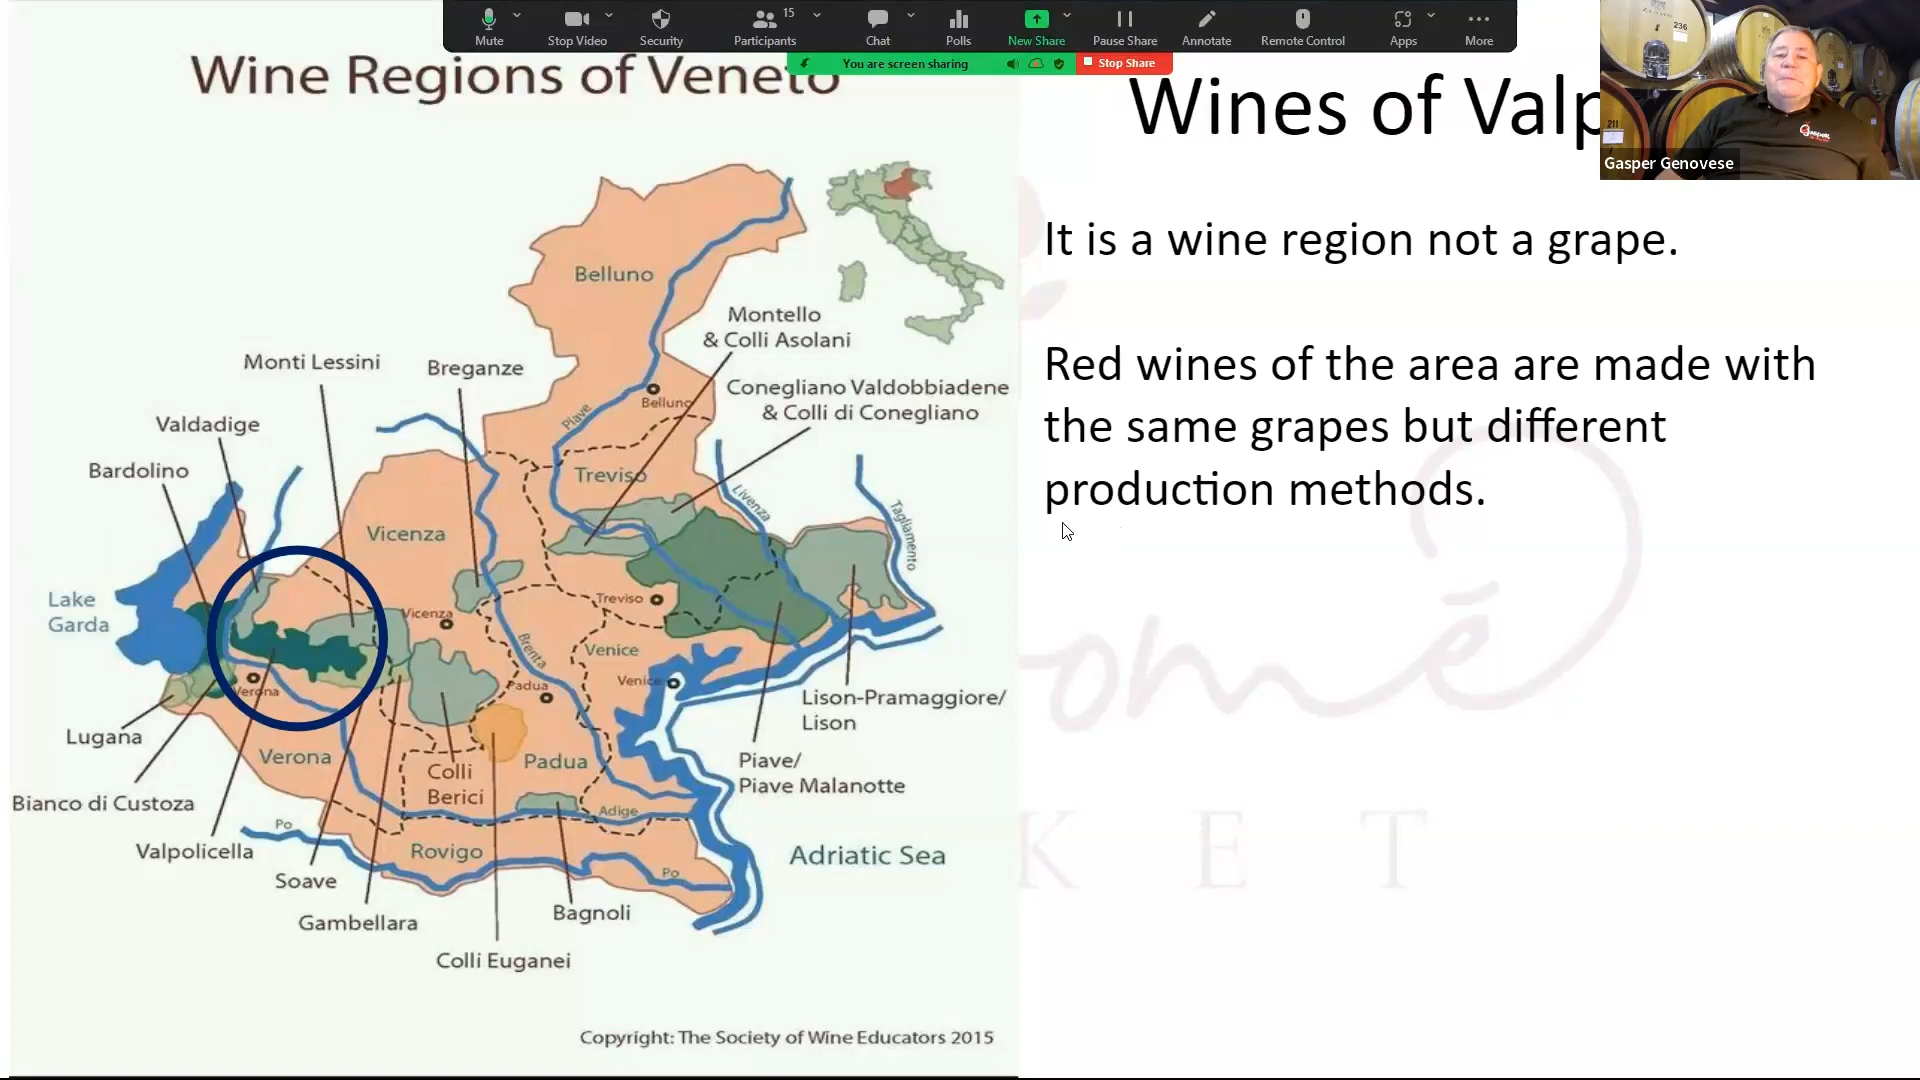 Mute
Stop Video
Security
Participants
15
Chat
Polls
New Share
Pause Share
Annotate
Remote Control
Apps
More
You are screen sharing
Stop Share
236
211
Gasper Genovese
Wine Regions of Veneto
Belluno
Montello
& Colli Asolani
Monti Lessini
Breganze
Conegliano Valdobbiadene
& Colli di Conegliano
Belluno
Piave
Valdadige
Bardolino
Treviso
Livenza
Tagliamento
Vicenza
Lake
Garda
Vicenza
Treviso
Brenta
Venice
Venice
Verona
Padua
Lison-Pramaggiore/
Lison
Lugana
Verona
Colli
Berici
Padua
Piave/
Piave Malanotte
Bianco di Custoza
Adige
Po
Valpolicella
Rovigo
Adriatic Sea
Po
Soave
Gambellara
Bagnoli
Colli Euganei
Copyright: The Society of Wine Educators 2015
Wines of Valp
It is a wine region not a grape.
Red wines of the area are made with
the same grapes but different
production methods.
omē
K E T